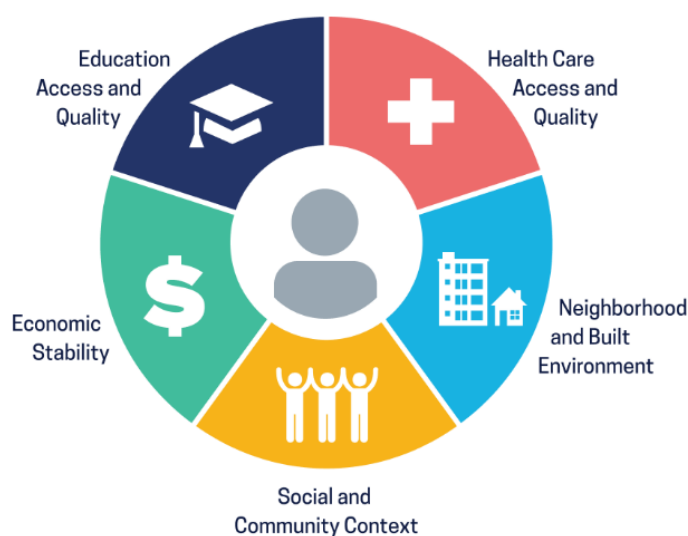 Education
Access and
Quality
Health Care
Access and
Quality
Economic
Stability
Neighborhood
and Built
Environment
Social and
Community Context